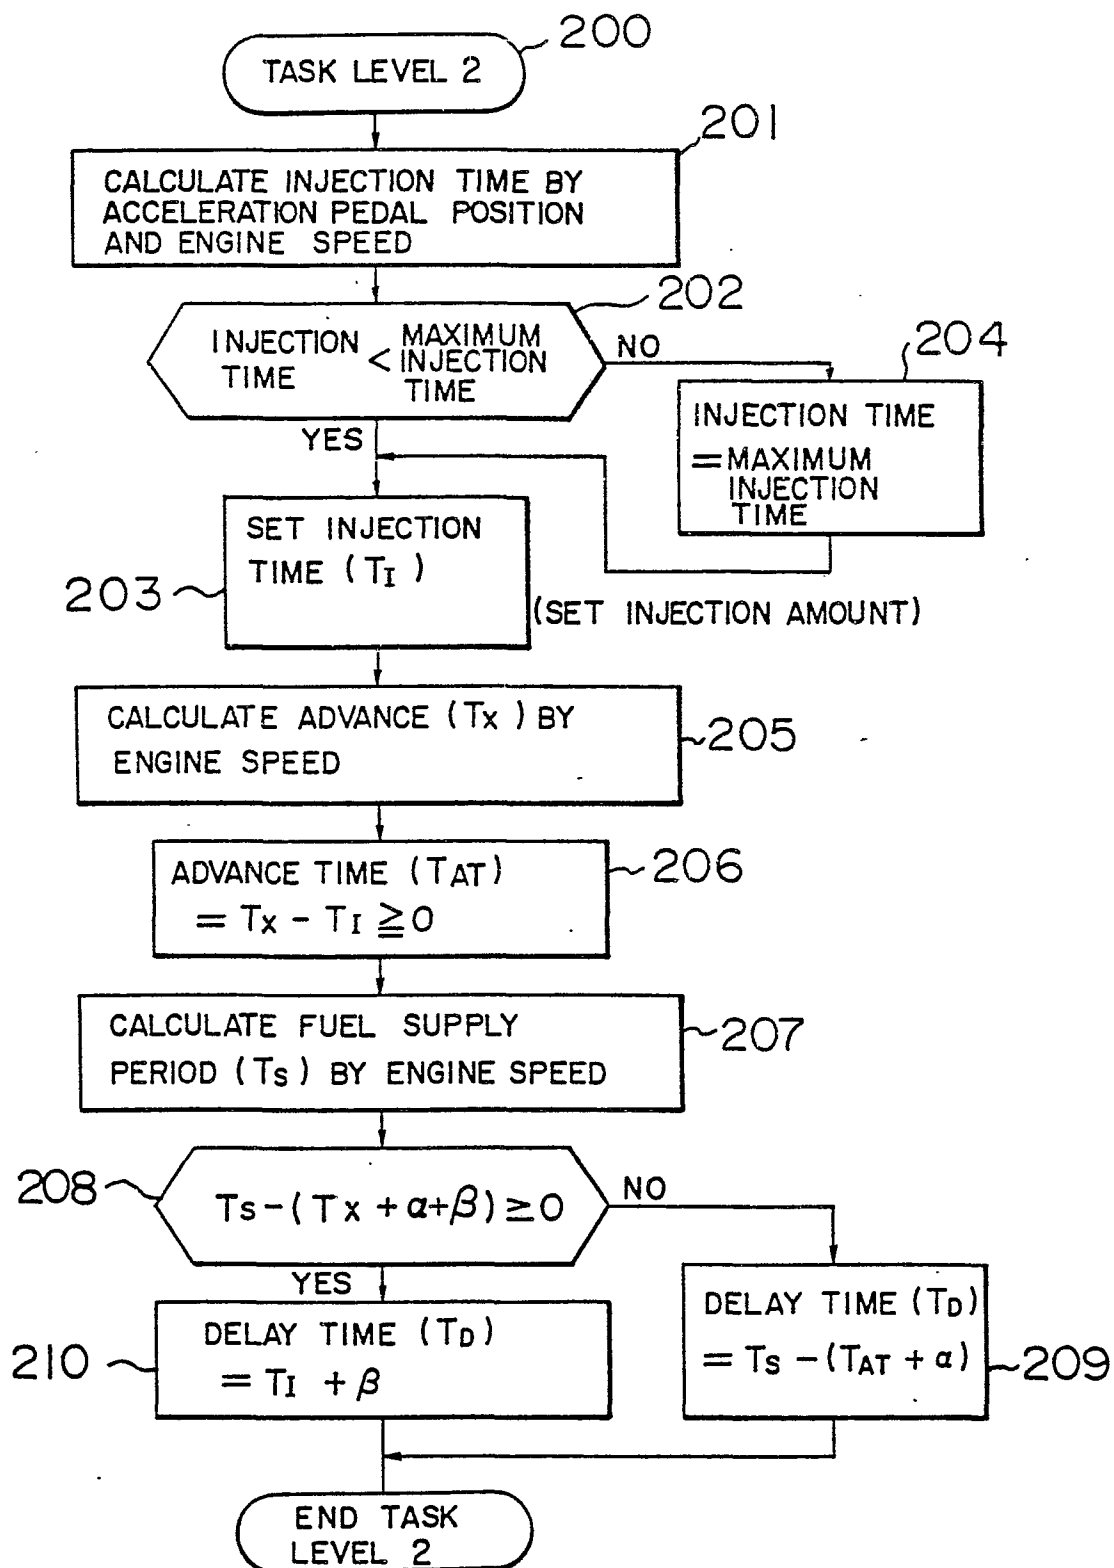 200
TASK LEVEL 2
201
CALCULATE INJECTION TIME BY
ACCELERATION PEDAL POSITION
AND ENGINE SPEED
202
INJECTION
TIME
<
MAXIMUM
INJECTION
TIME
NO
204
INJECTION TIME
= MAXIMUM
INJECTION
TIME
YES
SET INJECTION
TIME (TI)
203
(SET INJECTION AMOUNT)
CALCULATE ADVANCE (TX) BY
ENGINE SPEED
205
ADVANCE TIME (TAT)
= TX - TI ≧ 0
206
CALCULATE FUEL SUPPLY
PERIOD (TS) BY ENGINE SPEED
207
208
TS - (TX + α + β) ≥ 0
NO
YES
DELAY TIME (TD)
= TI + β
210
DELAY TIME (TD)
= TS - (TAT + α)
209
END TASK
LEVEL 2